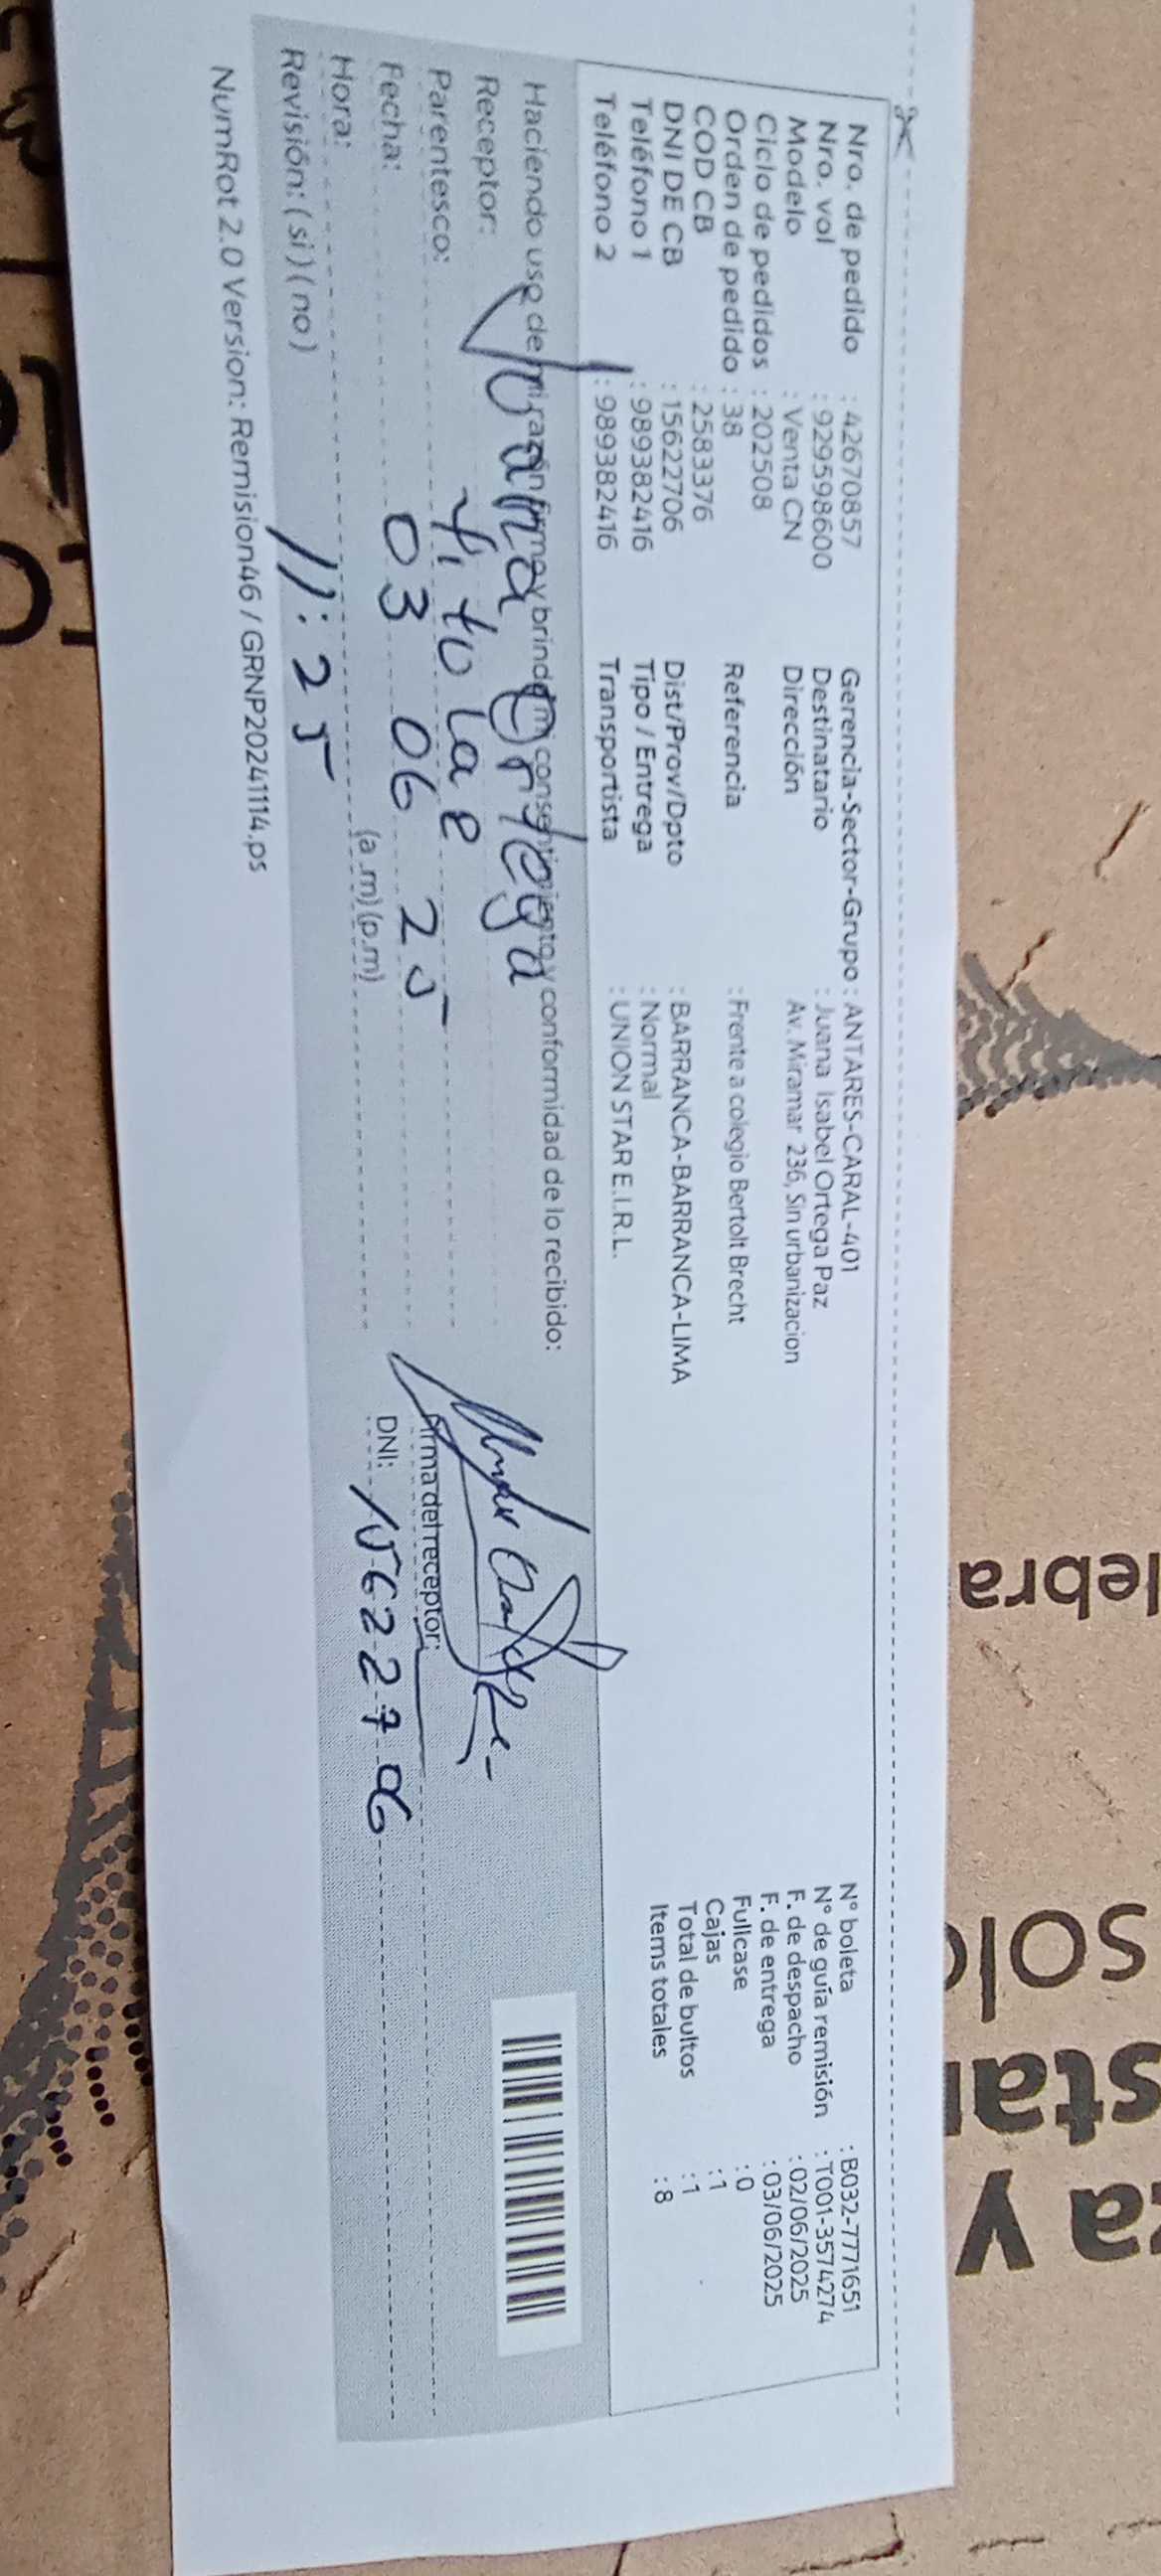 Nro. de pedido : 42670857 Gerencia-Sector-Grupo : ANTARES-CARAL-401 N° boleta : B032-7771651
Nro. vol : 929598600 Destinatario : Juana Isabel Ortega Paz N° de guía remisión : T001-3574274
Modelo : Venta CN Dirección Av. Miramar 236, Sin urbanizacion F. de despacho : 02/06/2025
Ciclo de pedidos : 202508 F. de entrega : 03/06/2025
Orden de pedido : 38 Referencia : Frente a colegio Bertolt Brecht Fullcase : 0
COD CB : 2583376 Cajas : 1
DNI DE CB : 15622706 Dist/Prov/Dpto : BARRANCA-BARRANCA-LIMA Total de bultos : 1
Teléfono 1 : 989382416 Tipo / Entrega : Normal Items totales : 8
Teléfono 2 : 989382416 Transportista : UNION STAR E.I.R.L.
Haciendo uso de mi razón firmo y brindo mi consentimiento y conformidad de lo recibido:
Receptor: Juana Ortega
Parentesco: titular Firma del receptor:
Fecha: 03 06 25 DNI: 15622706
Hora: 11:25 (a.m) (p.m)
Revisión: ( si ) ( no )
NumRot 2.0 Version: Remision46 / GRNP20241114.ps
lebra
sta
a y